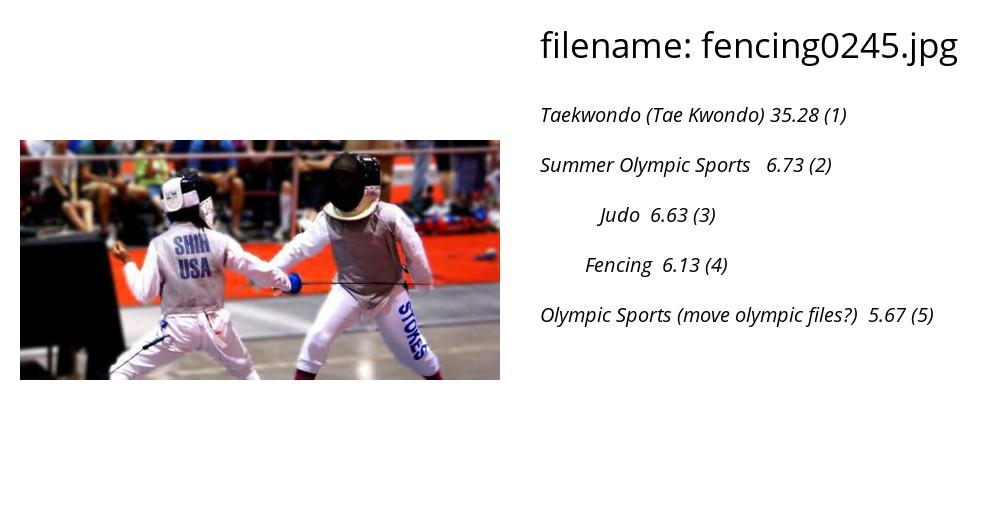 filename: fencing0245.jpg
Taekwondo (Tae Kwondo) 35.28 (1)
Summer Olympic Sports 6.73 (2)
Judo 6.63 (3)
Fencing 6.13 (4)
Olympic Sports (move olympic files?) 5.67 (5)
SHIH
USA
STOKES